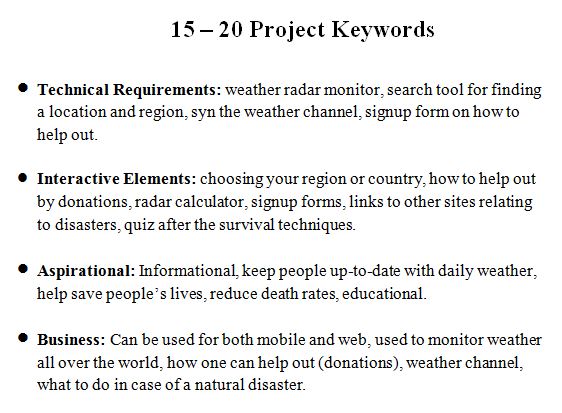 15 – 20 Project Keywords
● Technical Requirements: weather radar monitor, search tool for finding
a location and region, syn the weather channel, signup form on how to
help out.
● Interactive Elements: choosing your region or country, how to help out
by donations, radar calculator, signup forms, links to other sites relating
to disasters, quiz after the survival techniques.
● Aspirational: Informational, keep people up-to-date with daily weather,
help save people’s lives, reduce death rates, educational.
● Business: Can be used for both mobile and web, used to monitor weather
all over the world, how one can help out (donations), weather channel,
what to do in case of a natural disaster.